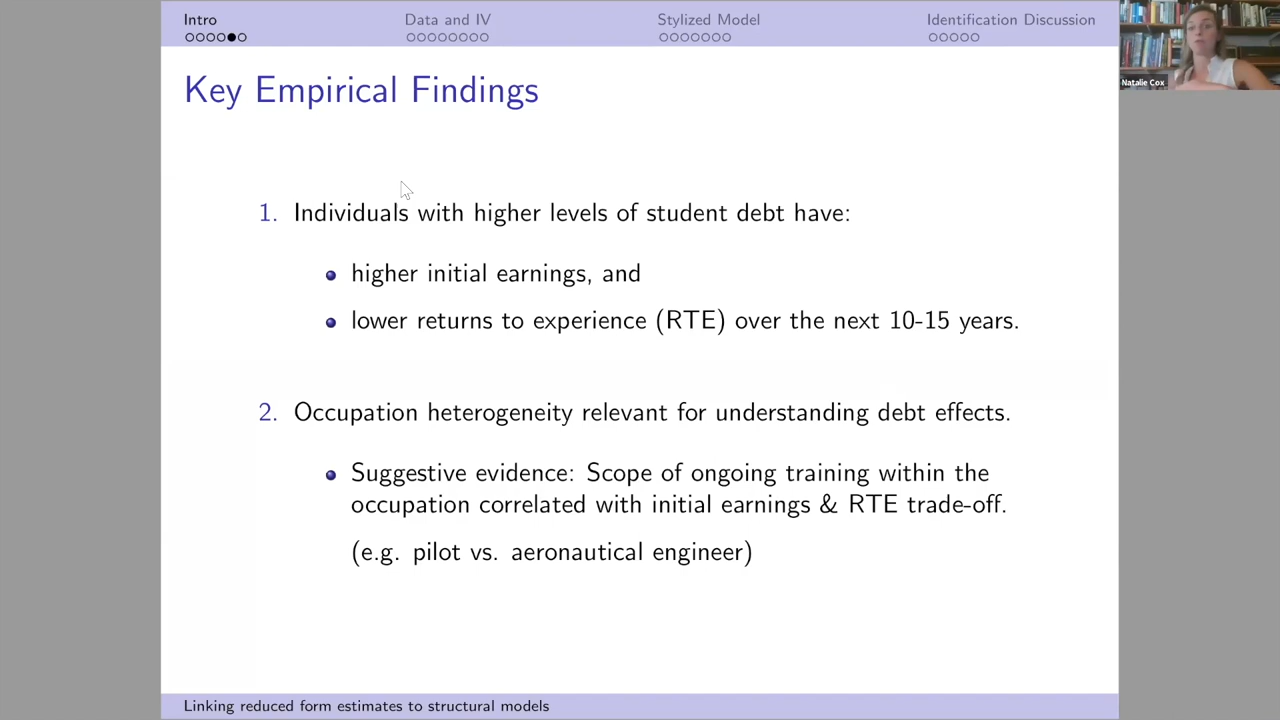 Intro
Data and IV
Stylized Model
Identification Discussion
Natalie Cox
Key Empirical Findings
1. Individuals with higher levels of student debt have:
higher initial earnings, and
lower returns to experience (RTE) over the next 10-15 years.
2. Occupation heterogeneity relevant for understanding debt effects.
Suggestive evidence: Scope of ongoing training within the
occupation correlated with initial earnings & RTE trade-off.
(e.g. pilot vs. aeronautical engineer)
Linking reduced form estimates to structural models